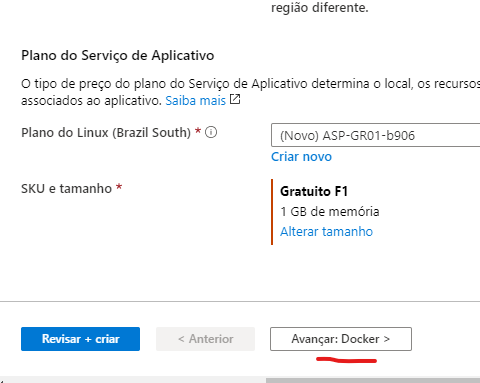 região diferente.
Plano do Serviço de Aplicativo
O tipo de preço do plano do Serviço de Aplicativo determina o local, os recursos
associados ao aplicativo. Saiba mais
Plano do Linux (Brazil South) *
(Novo) ASP-GR01-b906
Criar novo
SKU e tamanho *
Gratuito F1
1 GB de memória
Alterar tamanho
Revisar + criar
< Anterior
Avançar: Docker >